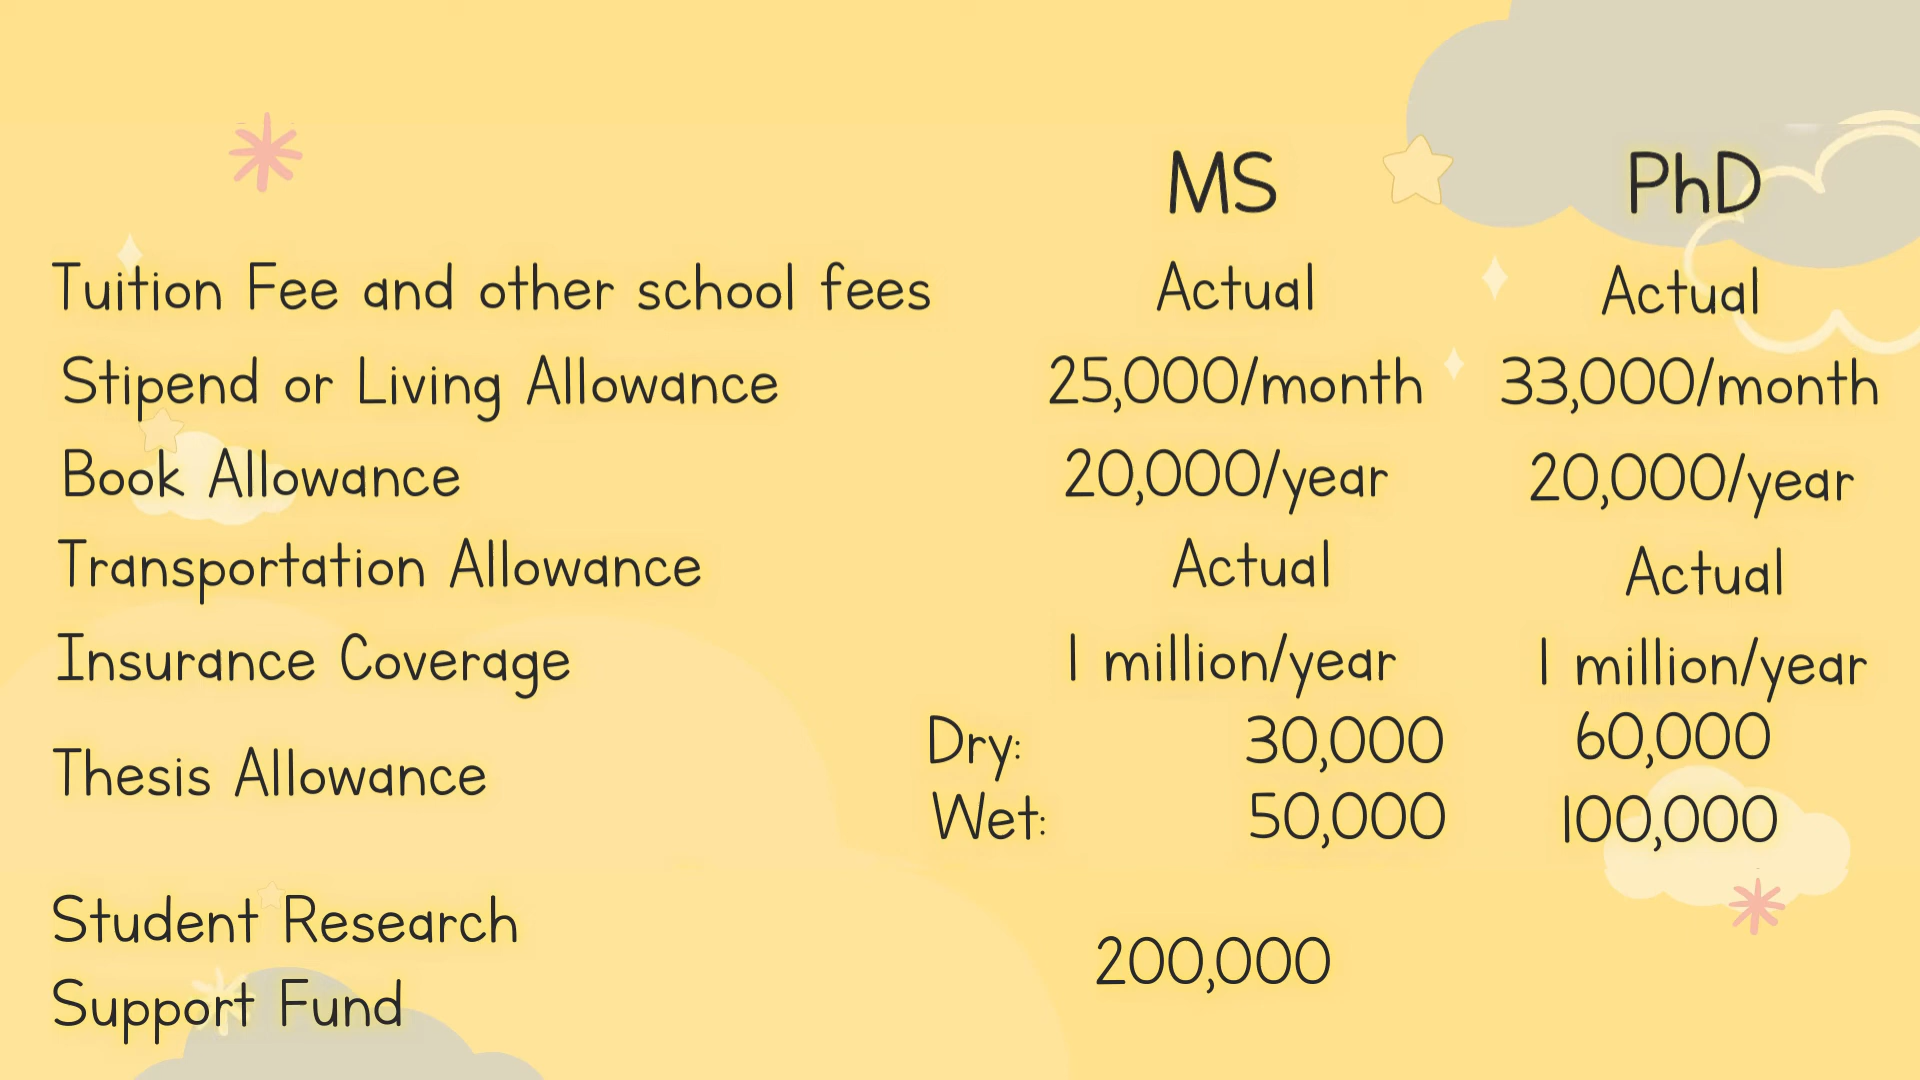 MS PhD
Tuition Fee and other school fees Actual Actual
Stipend or Living Allowance 25,000/month 33,000/month
Book Allowance 20,000/year 20,000/year
Transportation Allowance Actual Actual
Insurance Coverage 1 million/year 1 million/year
Thesis Allowance Dry: 30,000 60,000
Wet: 50,000 100,000
Student Research
Support Fund 200,000